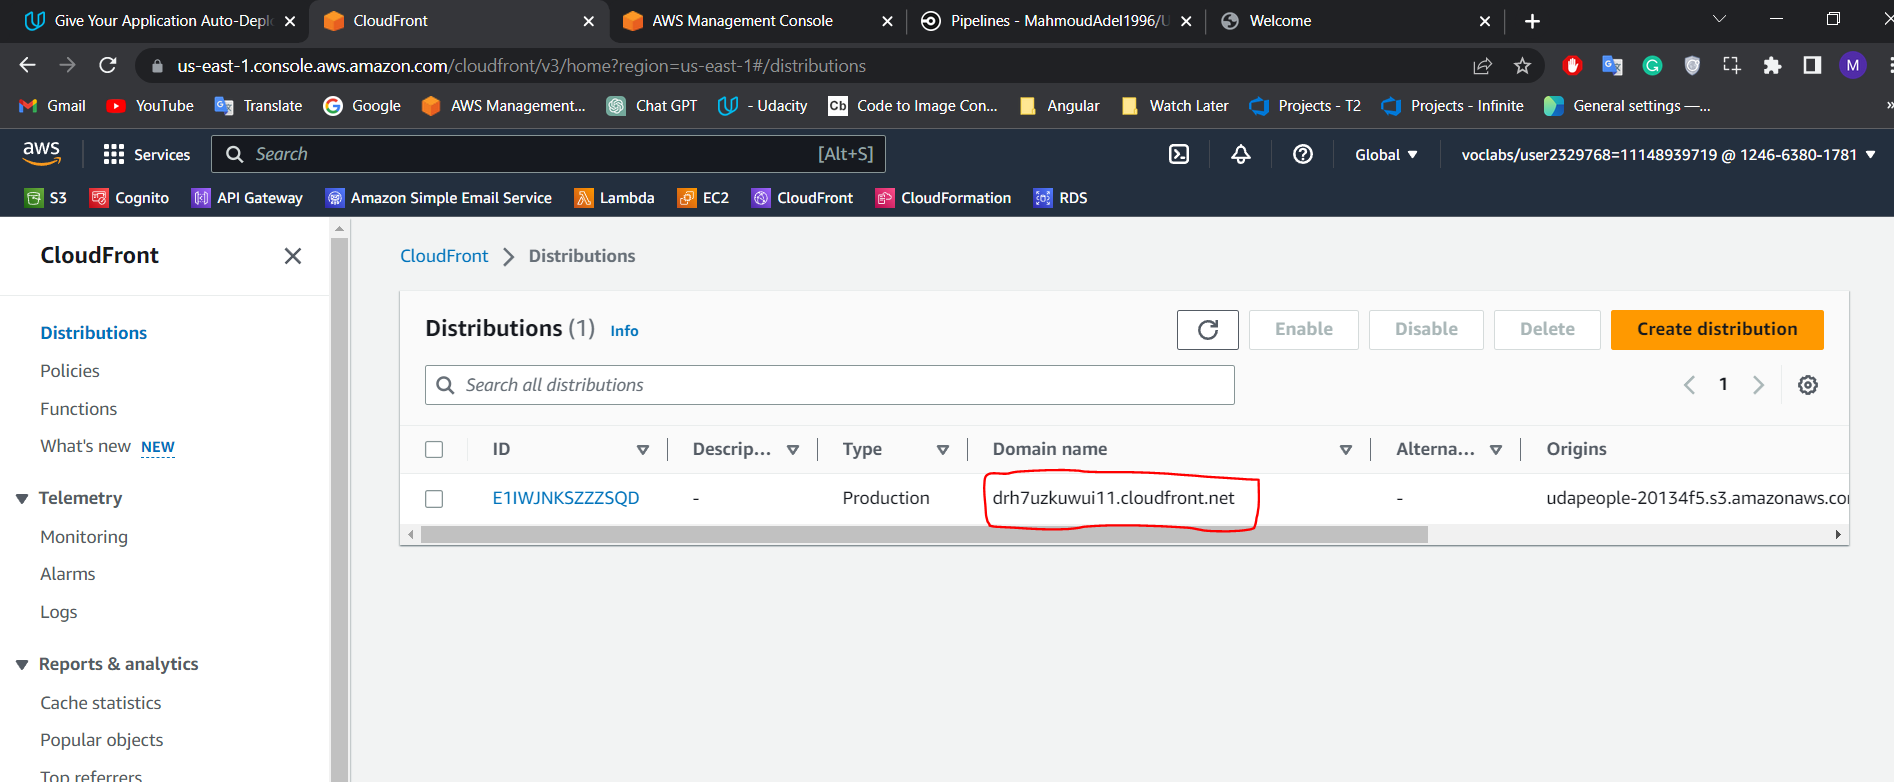 Give Your Application Auto-Depl
CloudFront
AWS Management Console
Pipelines - MahmoudAdel1996/U
Welcome
us-east-1.console.aws.amazon.com/cloudfront/v3/home?region=us-east-1#/distributions
M
Gmail
YouTube
Translate
Google
AWS Management...
Chat GPT
- Udacity
Cb
Code to Image Con...
Angular
Watch Later
Projects - T2
Projects - Infinite
General settings —...
»
aws
Services
Search
[Alt+S]
Global
voclabs/user2329768=11148939719 @ 1246-6380-1781
S3
Cognito
API Gateway
Amazon Simple Email Service
Lambda
EC2
CloudFront
CloudFormation
RDS
CloudFront
Distributions
Policies
Functions
What's new NEW
Telemetry
Monitoring
Alarms
Logs
Reports & analytics
Cache statistics
Popular objects
Top referrers
CloudFront > Distributions
Distributions (1) Info
Enable
Disable
Delete
Create distribution
Search all distributions
1
ID
Descrip...
Type
Domain name
Alterna...
Origins
E1IWJNKSZZZSQD
-
Production
drh7uzkuwui11.cloudfront.net
-
udapeople-20134f5.s3.amazonaws.co